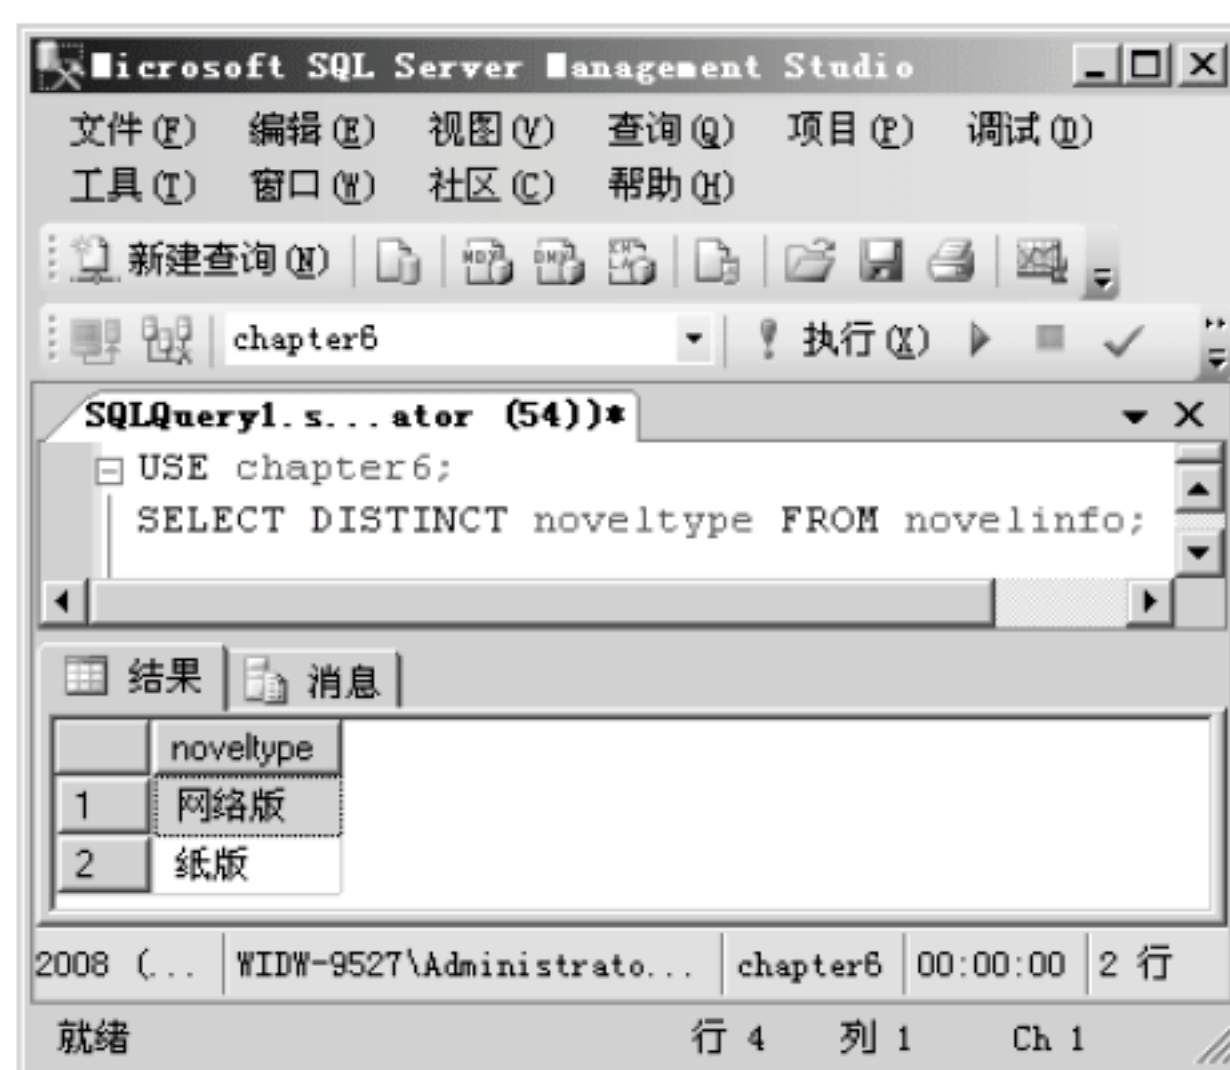 Microsoft SQL Server Management Studio
文件(F) 编辑(E) 视图(V) 查询(Q) 项目(P) 调试(D)
工具(T) 窗口(W) 社区(C) 帮助(H)
新建查询(N)
chapter6 执行(X)
SQLQuery1.s...ator (54))*
USE chapter6;
SELECT DISTINCT noveltype FROM novelinfo;
结果 消息
noveltype
1 网络版
2 纸版
2008 (... WIDW-9527\Administrato... chapter6 00:00:00 2 行
就绪 行 4 列 1 Ch 1